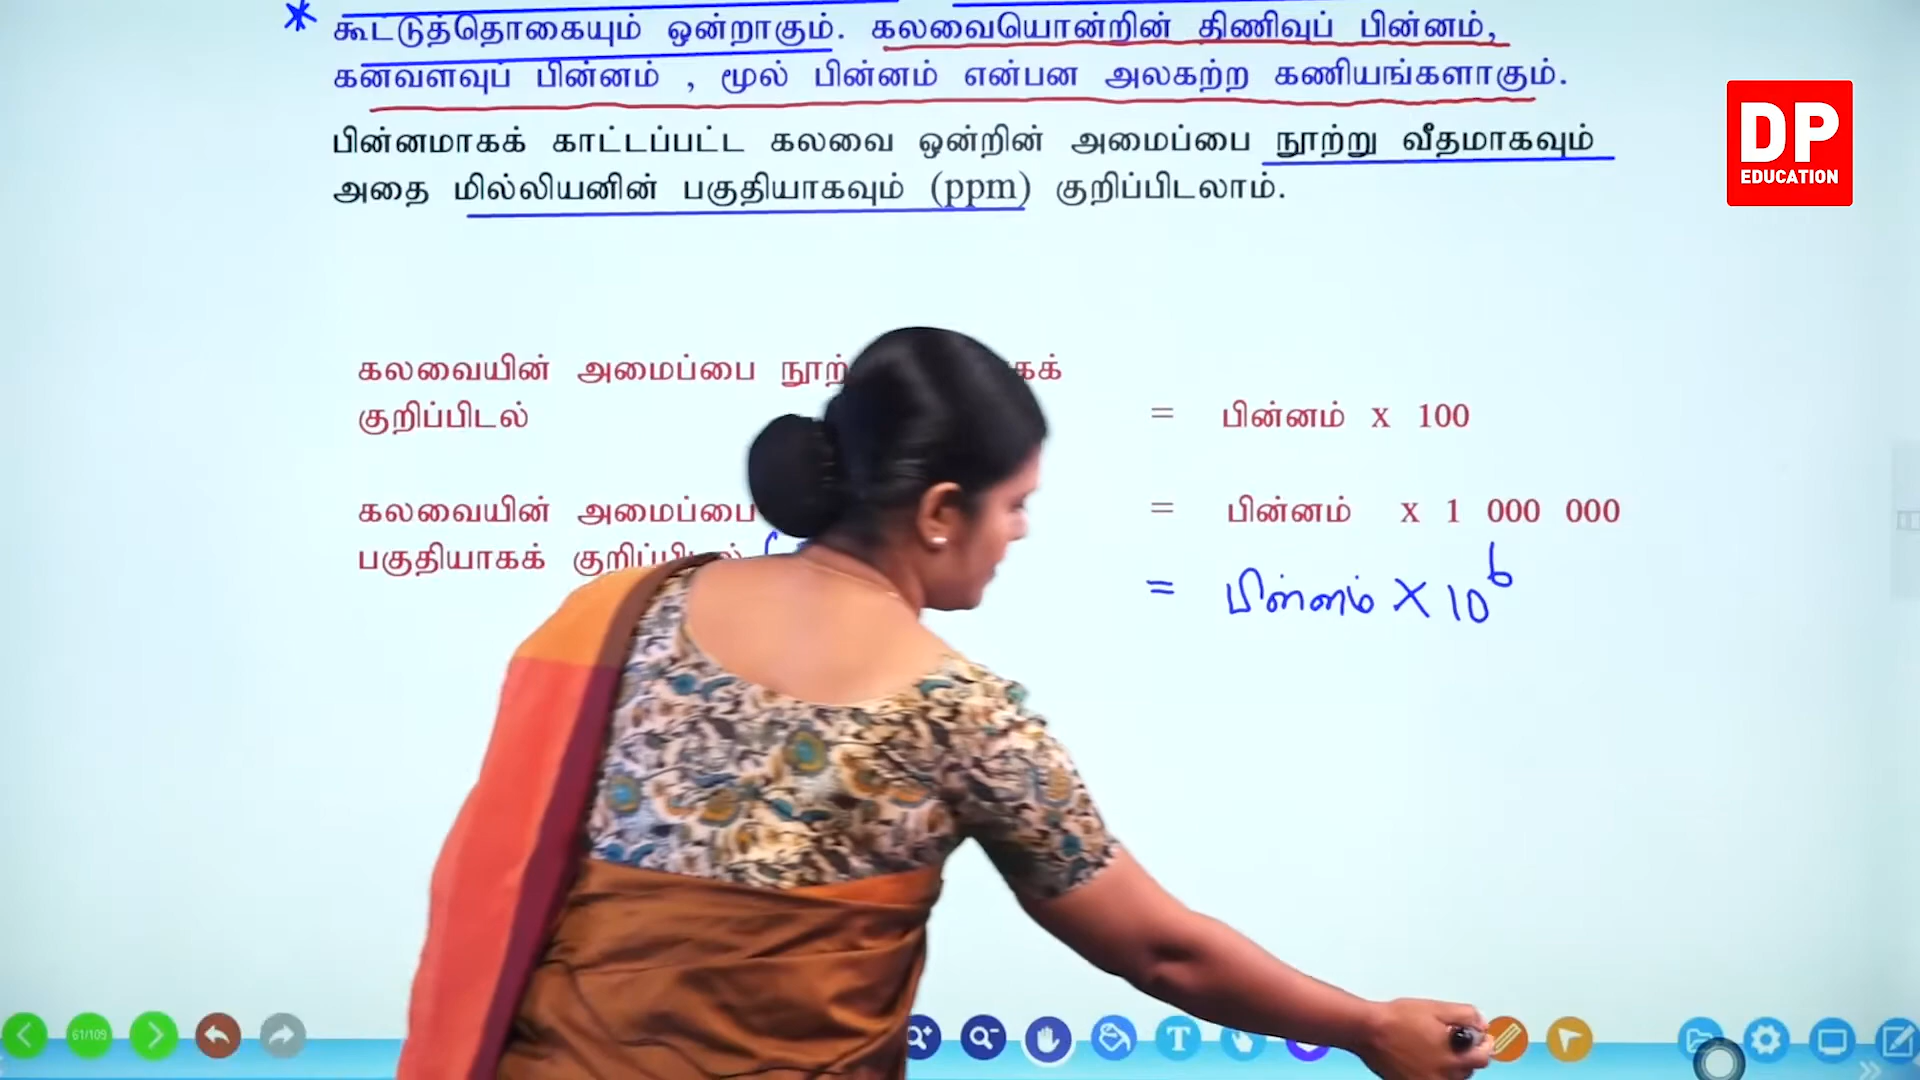 கூட்டுத்தொகையும் ஒன்றாகும். கலவையொன்றின் திணிவுப் பின்னம்,
கனவளவுப் பின்னம் , மூல் பின்னம் என்பன அலகற்ற கணியங்களாகும்.
பின்னமாகக் காட்டப்பட்ட கலவை ஒன்றின் அமைப்பை நூற்று வீதமாகவும்
அதை மில்லியனின் பகுதியாகவும் (ppm) குறிப்பிடலாம்.
DP
EDUCATION
கலவையின் அமைப்பை
குறிப்பிடல் = பின்னம் x 100
கலவையின் அமைப்பை = பின்னம் x 1 000 000
பகுதியாகக் குறிப்பிடல்
= பின்னம் × 10⁶
61/109
T